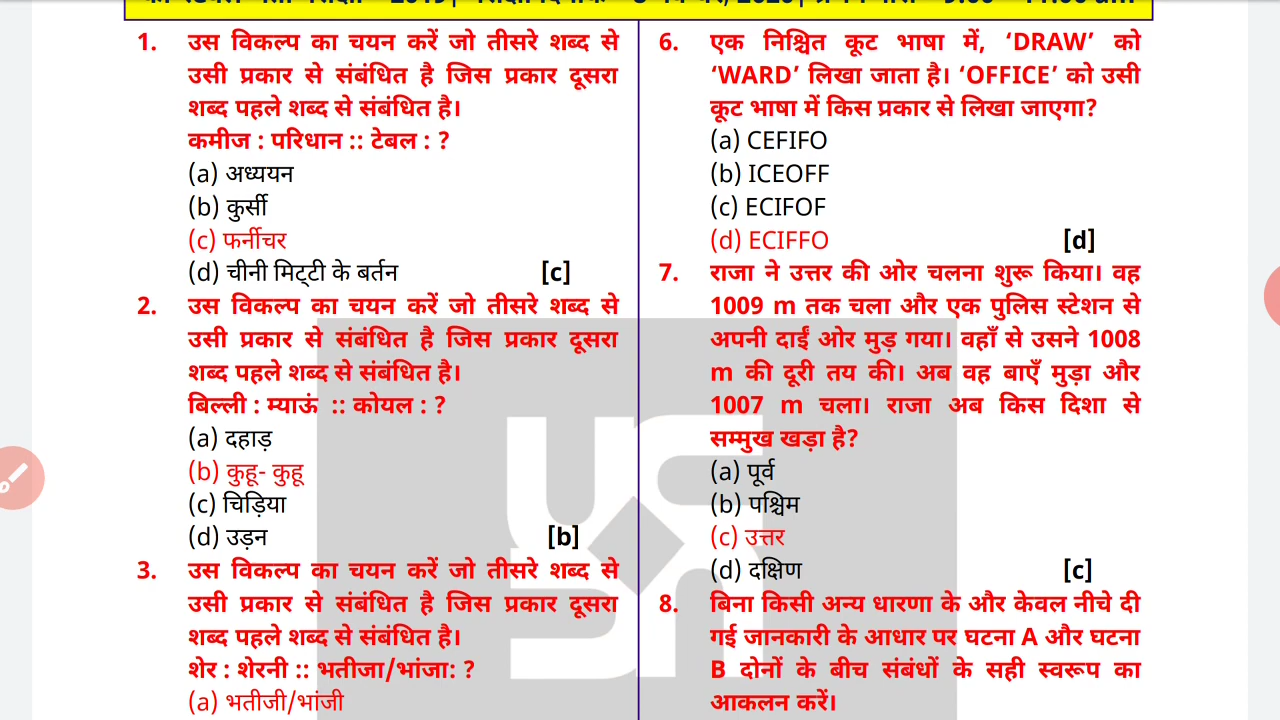 1. उस विकल्प का चयन करें जो तीसरे शब्द से
उसी प्रकार से संबंधित है जिस प्रकार दूसरा
शब्द पहले शब्द से संबंधित है।
कमीज : परिधान :: टेबल : ?
(a) अध्ययन
(b) कुर्सी
(c) फर्नीचर
(d) चीनी मिट्टी के बर्तन [c]
2. उस विकल्प का चयन करें जो तीसरे शब्द से
उसी प्रकार से संबंधित है जिस प्रकार दूसरा
शब्द पहले शब्द से संबंधित है।
बिल्ली : म्याऊं :: कोयल : ?
(a) दहाड़
(b) कुहू- कुहू
(c) चिड़िया
(d) उड़न [b]
3. उस विकल्प का चयन करें जो तीसरे शब्द से
उसी प्रकार से संबंधित है जिस प्रकार दूसरा
शब्द पहले शब्द से संबंधित है।
शेर : शेरनी :: भतीजा/भांजा: ?
(a) भतीजी/भांजी
6. एक निश्चित कूट भाषा में, ‘DRAW’ को
‘WARD’ लिखा जाता है। ‘OFFICE’ को उसी
कूट भाषा में किस प्रकार से लिखा जाएगा?
(a) CEFIFO
(b) ICEOFF
(c) ECIFOF
(d) ECIFFO [d]
7. राजा ने उत्तर की ओर चलना शुरू किया। वह
1009 m तक चला और एक पुलिस स्टेशन से
अपनी दाईं ओर मुड़ गया। वहाँ से उसने 1008
m की दूरी तय की। अब वह बाएँ मुड़ा और
1007 m चला। राजा अब किस दिशा से
सम्मुख खड़ा है?
(a) पूर्व
(b) पश्चिम
(c) उत्तर
(d) दक्षिण [c]
8. बिना किसी अन्य धारणा के और केवल नीचे दी
गई जानकारी के आधार पर घटना A और घटना
B दोनों के बीच संबंधों के सही स्वरूप का
आकलन करें।